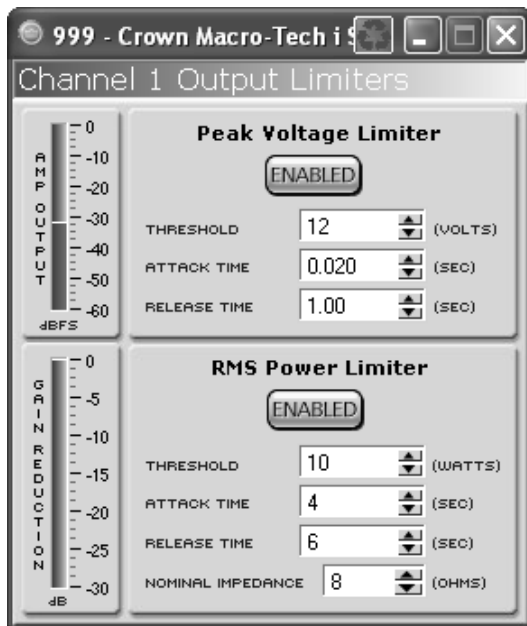 999 - Crown Macro-Tech i
Channel 1 Output Limiters
AMP OUTPUT
0
-10
-20
-30
-40
-50
-60
dBFS
Peak Voltage Limiter
ENABLED
THRESHOLD 12 (VOLTS)
ATTACK TIME 0.020 (SEC)
RELEASE TIME 1.00 (SEC)
GAIN REDUCTION
0
-5
-10
-15
-20
-25
-30
dB
RMS Power Limiter
ENABLED
THRESHOLD 10 (WATTS)
ATTACK TIME 4 (SEC)
RELEASE TIME 6 (SEC)
NOMINAL IMPEDANCE 8 (OHMS)